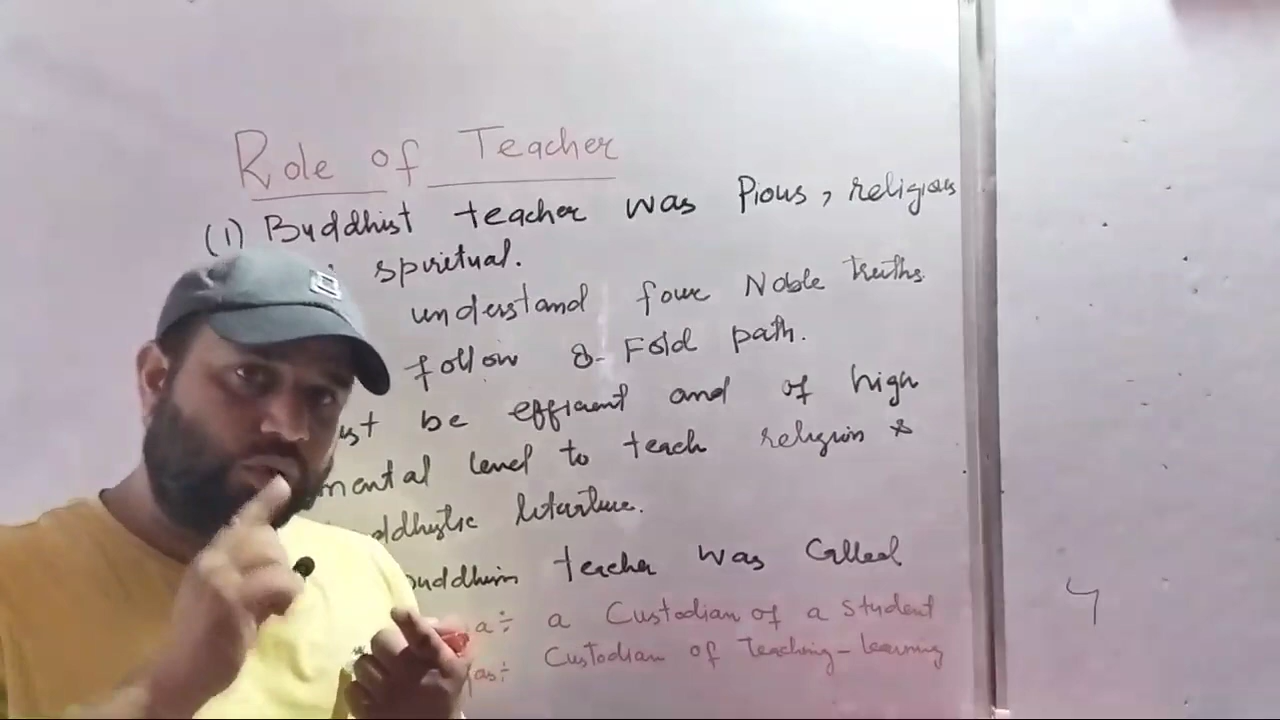 Role of Teacher
(1) Buddhist teacher was Pious, religious
spiritual.
understand four Noble truths
follow 8-Fold path.
be efficient and of high
mental level to teach religion &
literature.
teacher was Called
a Custodian of a student
Custodian of Teaching-learning
4